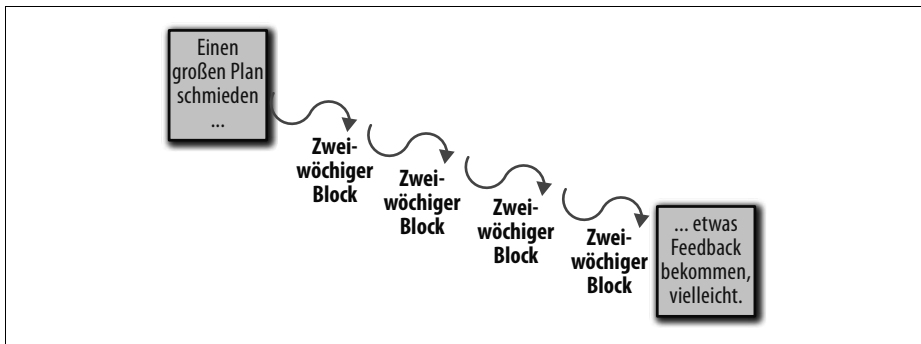 Einen
großen Plan
schmieden
...
Zwei-
wöchiger
Block
Zwei-
wöchiger
Block
Zwei-
wöchiger
Block
Zwei-
wöchiger
Block
... etwas
Feedback
bekommen,
vielleicht.